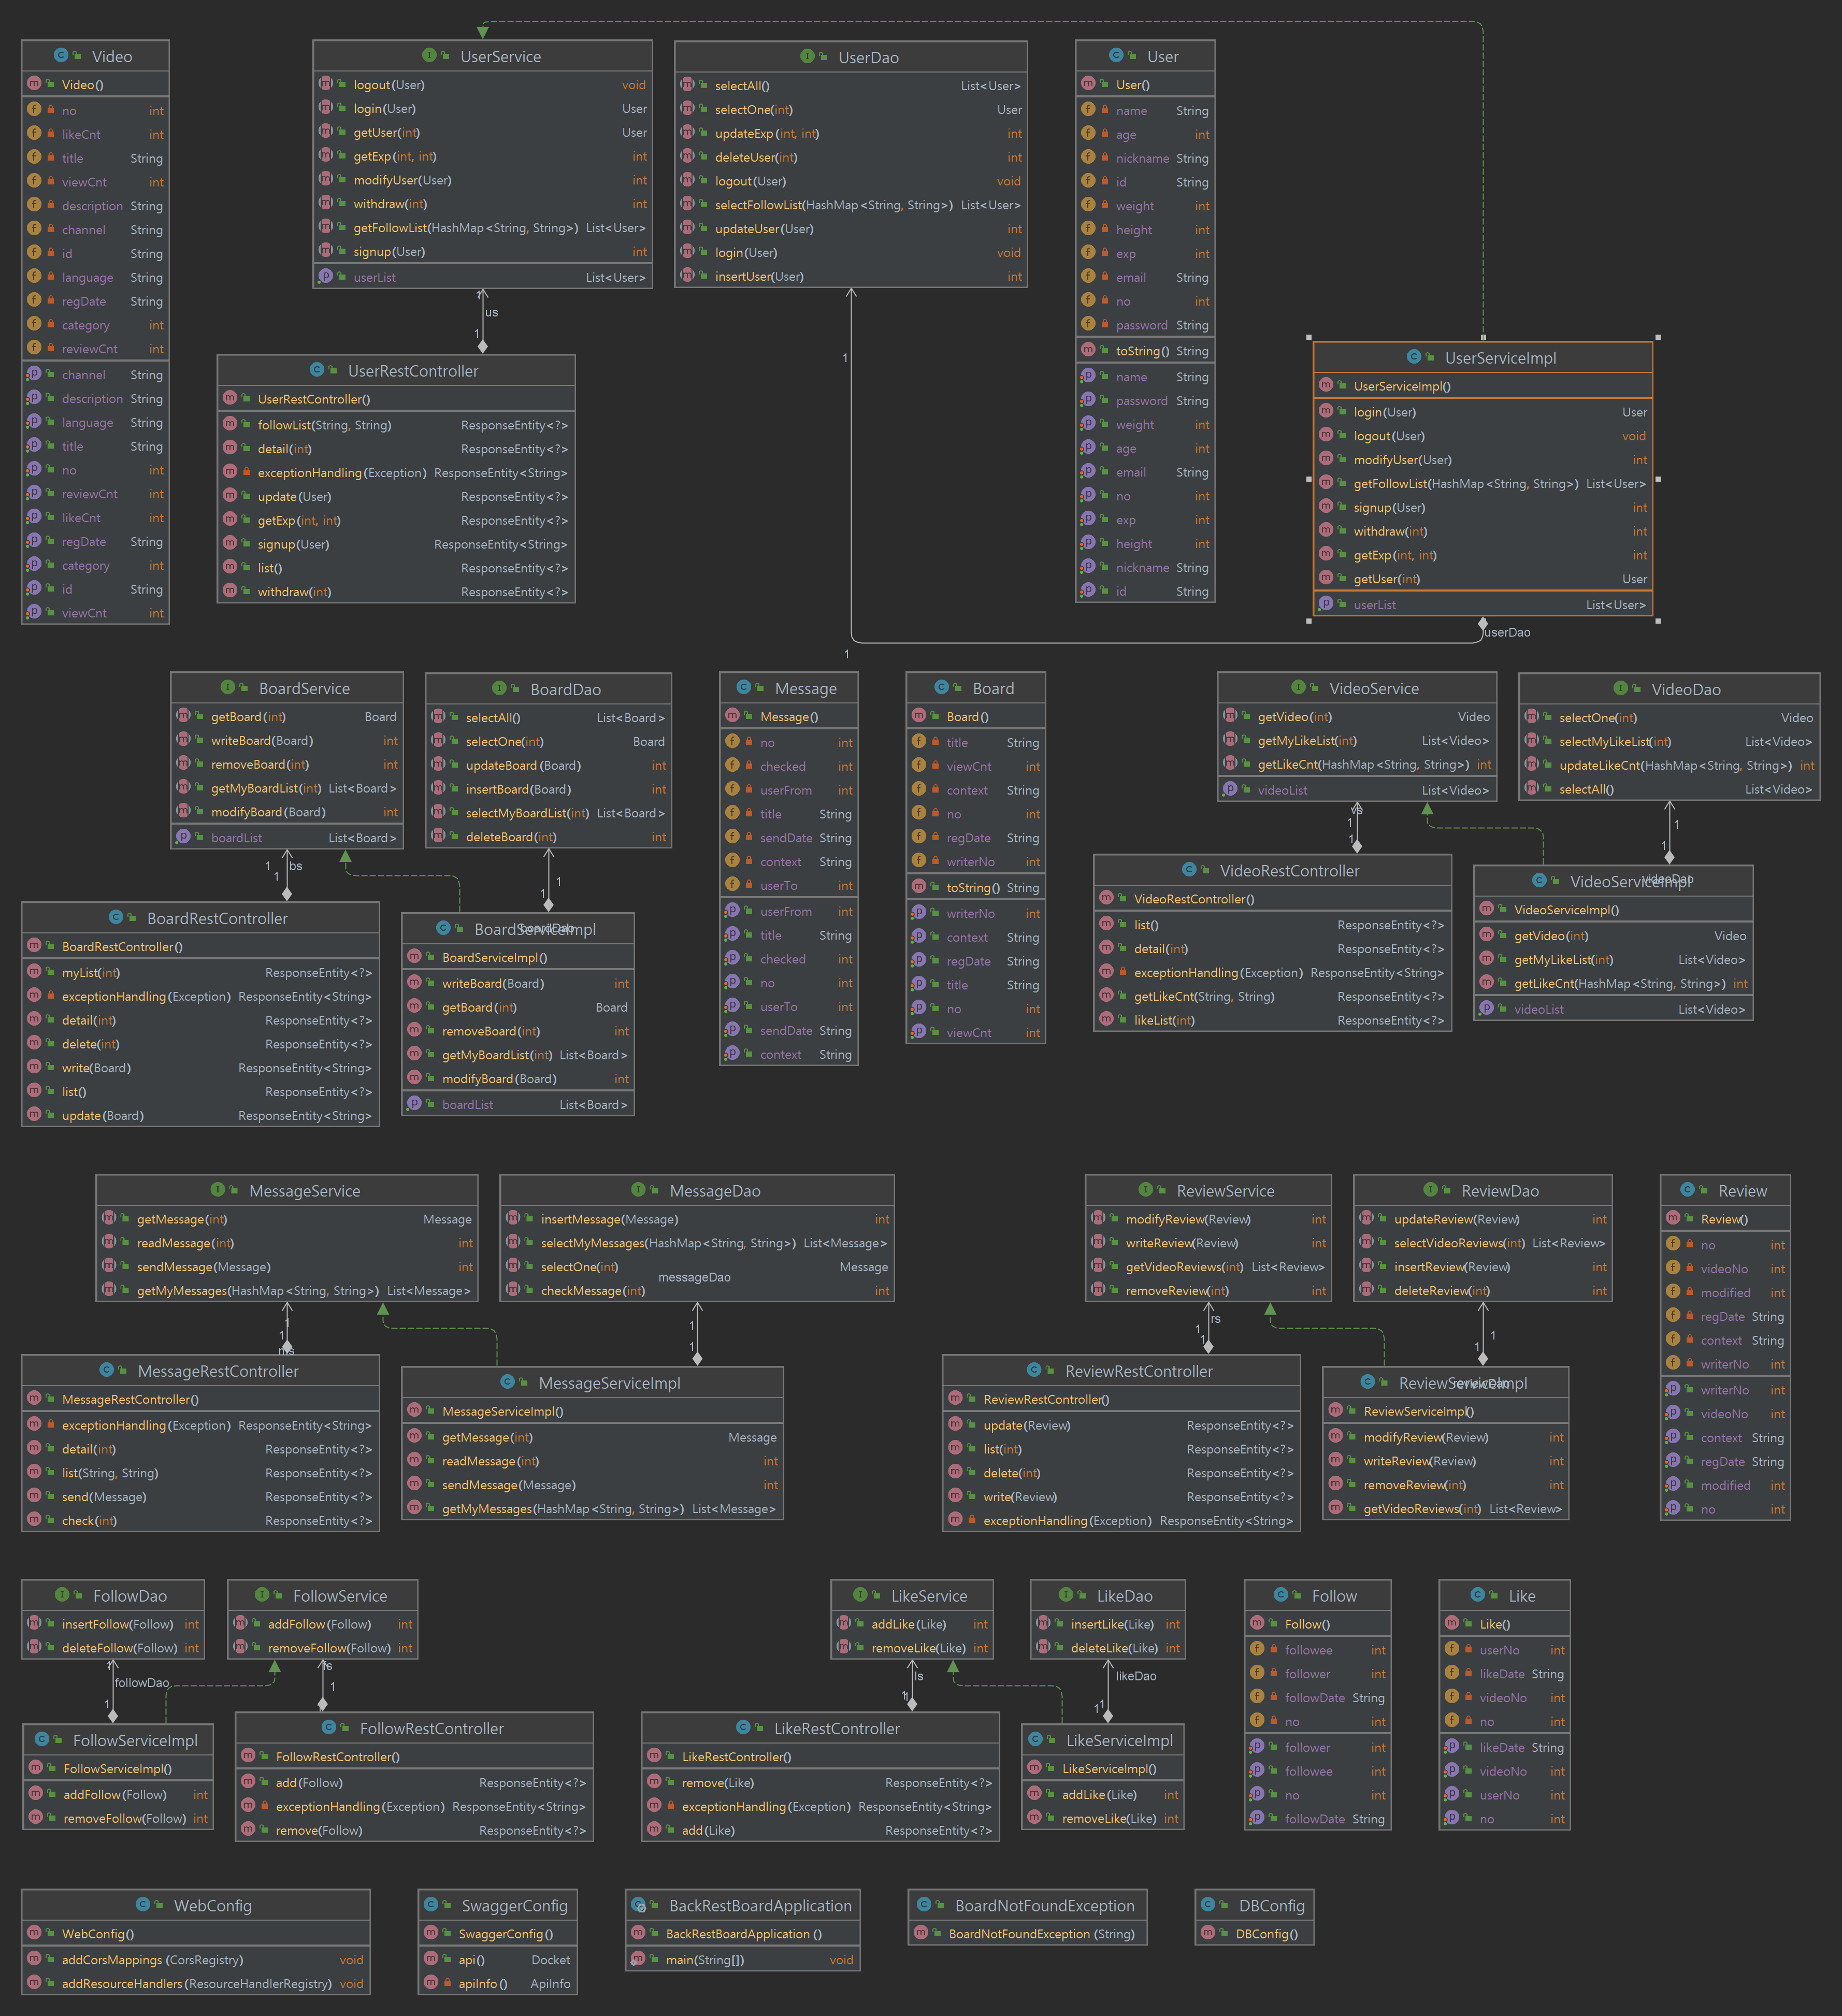 Video
Video()
no int
likeCnt int
title String
viewCnt int
description String
channel String
id String
language String
regDate String
category int
reviewCnt int
channel String
description String
language String
title String
no int
reviewCnt int
likeCnt int
regDate String
category int
id String
viewCnt int
UserService
logout(User) void
login(User) User
getUser(int) User
getExp(int, int) int
modifyUser(User) int
withdraw(int) int
getFollowList(HashMap<String, String>) List<User>
signup(User) int
userList List<User>
1
us
1
UserRestController
UserRestController()
followList(String, String) ResponseEntity<?>
detail(int) ResponseEntity<?>
exceptionHandling(Exception) ResponseEntity<String>
update(User) ResponseEntity<?>
getExp(int, int) ResponseEntity<?>
signup(User) ResponseEntity<String>
list() ResponseEntity<?>
withdraw(int) ResponseEntity<?>
UserDao
selectAll() List<User>
selectOne(int) User
updateExp(int, int) int
deleteUser(int) int
logout(User) void
selectFollowList(HashMap<String, String>) List<User>
updateUser(User) int
login(User) void
insertUser(User) int
1
1
User
User()
name String
age int
nickname String
id String
weight int
height int
exp int
email String
no int
password String
toString() String
name String
password String
weight int
age int
email String
no int
exp int
height int
nickname String
id String
UserServiceImpl
UserServiceImpl()
login(User) User
logout(User) void
modifyUser(User) int
getFollowList(HashMap<String, String>) List<User>
signup(User) int
withdraw(int) int
getExp(int, int) int
getUser(int) User
userList List<User>
userDao
BoardService
getBoard(int) Board
writeBoard(Board) int
removeBoard(int) int
getMyBoardList(int) List<Board>
modifyBoard(Board) int
boardList List<Board>
1
bs
1
BoardRestController
BoardRestController()
myList(int) ResponseEntity<?>
exceptionHandling(Exception) ResponseEntity<String>
detail(int) ResponseEntity<?>
delete(int) ResponseEntity<?>
write(Board) ResponseEntity<String>
list() ResponseEntity<?>
update(Board) ResponseEntity<String>
BoardDao
selectAll() List<Board>
selectOne(int) Board
updateBoard(Board) int
insertBoard(Board) int
selectMyBoardList(int) List<Board>
deleteBoard(int) int
1
1
BoardServiceImpl
boardDao
BoardServiceImpl()
writeBoard(Board) int
getBoard(int) Board
removeBoard(int) int
getMyBoardList(int) List<Board>
modifyBoard(Board) int
boardList List<Board>
Message
Message()
no int
checked int
userFrom int
title String
sendDate String
context String
userTo int
userFrom int
title String
checked int
no int
userTo int
sendDate String
context String
Board
Board()
title String
viewCnt int
context String
no int
regDate String
writerNo int
toString() String
writerNo int
context String
regDate String
title String
no int
viewCnt int
VideoService
getVideo(int) Video
getMyLikeList(int) List<Video>
getLikeCnt(HashMap<String, String>) int
videoList List<Video>
vs
1
1
VideoRestController
VideoRestController()
list() ResponseEntity<?>
detail(int) ResponseEntity<?>
exceptionHandling(Exception) ResponseEntity<String>
getLikeCnt(String, String) ResponseEntity<?>
likeList(int) ResponseEntity<?>
VideoDao
selectOne(int) Video
selectMyLikeList(int) List<Video>
updateLikeCnt(HashMap<String, String>) int
selectAll() List<Video>
1
1
VideoServiceImpl
videoDao
VideoServiceImpl()
getVideo(int) Video
getMyLikeList(int) List<Video>
getLikeCnt(HashMap<String, String>) int
videoList List<Video>
MessageService
getMessage(int) Message
readMessage(int) int
sendMessage(Message) int
getMyMessages(HashMap<String, String>) List<Message>
1
1
ms
MessageRestController
MessageRestController()
exceptionHandling(Exception) ResponseEntity<String>
detail(int) ResponseEntity<?>
list(String, String) ResponseEntity<?>
send(Message) ResponseEntity<?>
check(int) ResponseEntity<?>
MessageDao
insertMessage(Message) int
selectMyMessages(HashMap<String, String>) List<Message>
selectOne(int) Message
messageDao
checkMessage(int) int
1
1
MessageServiceImpl
MessageServiceImpl()
getMessage(int) Message
readMessage(int) int
sendMessage(Message) int
getMyMessages(HashMap<String, String>) List<Message>
ReviewService
modifyReview(Review) int
writeReview(Review) int
getVideoReviews(int) List<Review>
removeReview(int) int
rs
1
1
ReviewRestController
ReviewRestController()
update(Review) ResponseEntity<?>
list(int) ResponseEntity<?>
delete(int) ResponseEntity<?>
write(Review) ResponseEntity<?>
exceptionHandling(Exception) ResponseEntity<String>
ReviewDao
updateReview(Review) int
selectVideoReviews(int) List<Review>
insertReview(Review) int
deleteReview(int) int
1
1
ReviewServiceImpl
reviewDao
ReviewServiceImpl()
modifyReview(Review) int
writeReview(Review) int
removeReview(int) int
getVideoReviews(int) List<Review>
Review
Review()
no int
videoNo int
modified int
regDate String
context String
writerNo int
writerNo int
videoNo int
context String
regDate String
modified int
no int
FollowDao
insertFollow(Follow) int
deleteFollow(Follow) int
1
followDao
1
FollowServiceImpl
FollowServiceImpl()
addFollow(Follow) int
removeFollow(Follow) int
FollowService
addFollow(Follow) int
removeFollow(Follow) int
fs
1
1
FollowRestController
FollowRestController()
add(Follow) ResponseEntity<?>
exceptionHandling(Exception) ResponseEntity<String>
remove(Follow) ResponseEntity<?>
LikeService
addLike(Like) int
removeLike(Like) int
ls
1
1
LikeRestController
LikeRestController()
remove(Like) ResponseEntity<?>
exceptionHandling(Exception) ResponseEntity<String>
add(Like) ResponseEntity<?>
LikeDao
insertLike(Like) int
deleteLike(Like) int
likeDao
1
1
LikeServiceImpl
LikeServiceImpl()
addLike(Like) int
removeLike(Like) int
Follow
Follow()
followee int
follower int
followDate String
no int
follower int
followee int
no int
followDate String
Like
Like()
userNo int
likeDate String
videoNo int
no int
likeDate String
videoNo int
userNo int
no int
WebConfig
WebConfig()
addCorsMappings(CorsRegistry) void
addResourceHandlers(ResourceHandlerRegistry) void
SwaggerConfig
SwaggerConfig()
api() Docket
apiInfo() ApiInfo
BackRestBoardApplication
BackRestBoardApplication()
main(String[]) void
BoardNotFoundException
BoardNotFoundException(String)
DBConfig
DBConfig()